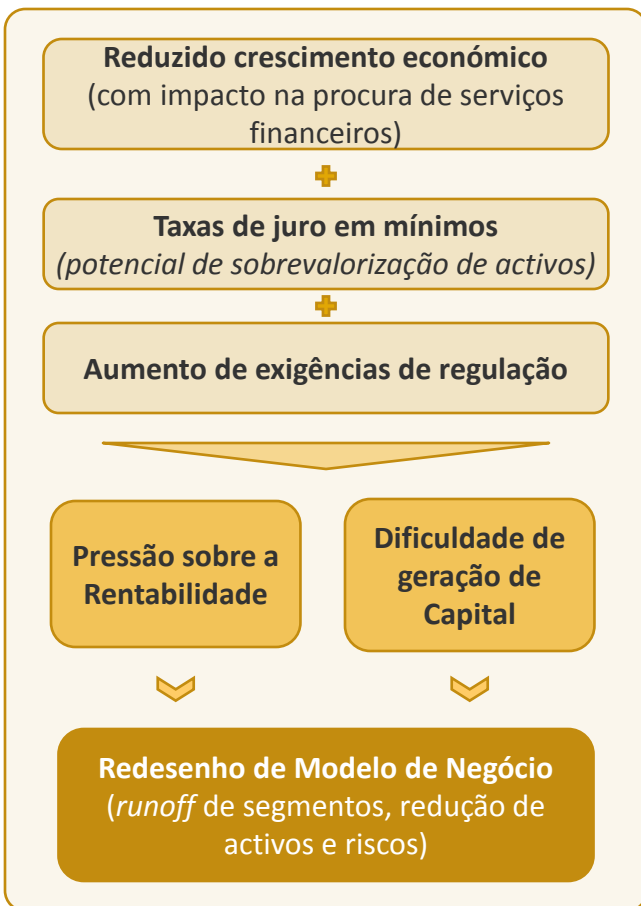 Reduzido crescimento económico
(com impacto na procura de serviços
financeiros)
Taxas de juro em mínimos
(potencial de sobrevalorização de activos)
Aumento de exigências de regulação
Pressão sobre a
Rentabilidade
Dificuldade de
geração de
Capital
Redesenho de Modelo de Negócio
(runoff de segmentos, redução de
activos e riscos)